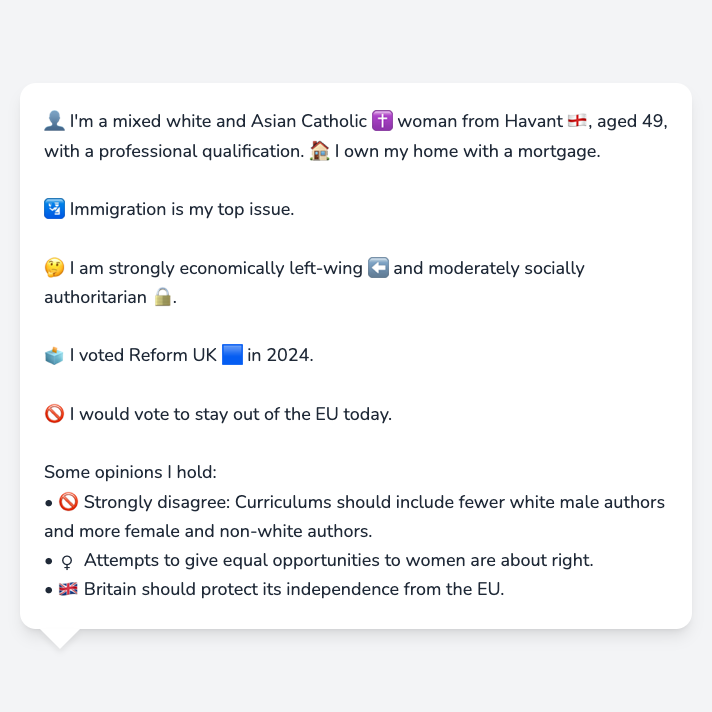 👤 I'm a mixed white and Asian Catholic ✝️ woman from Havant 🏴󠁧󠁢󠁥󠁮󠁧󠁿, aged 49,
with a professional qualification. 🏠 I own my home with a mortgage.
🛂 Immigration is my top issue.
🤔 I am strongly economically left-wing ⬅️ and moderately socially
authoritarian 🔒.
🗳️ I voted Reform UK 🟦 in 2024.
🚫 I would vote to stay out of the EU today.
Some opinions I hold:
• 🚫 Strongly disagree: Curriculums should include fewer white male authors
and more female and non-white authors.
• ♀ Attempts to give equal opportunities to women are about right.
• 🇬🇧 Britain should protect its independence from the EU.